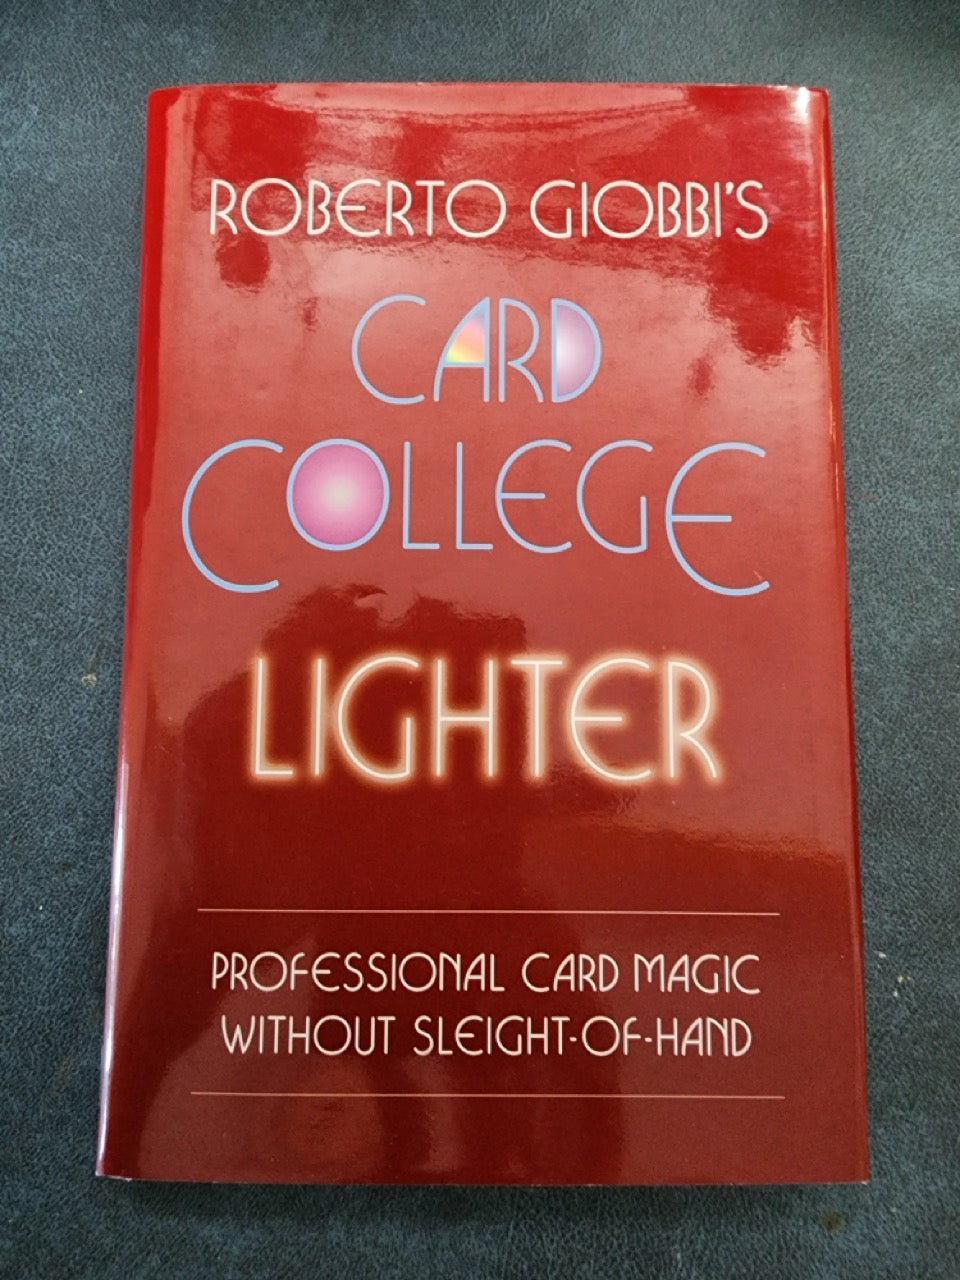 ROBERTO GIOBBI'S
CARD
COLLEGE
LIGHTER
PROFESSIONAL CARD MAGIC
WITHOUT SLEIGHT-OF-HAND